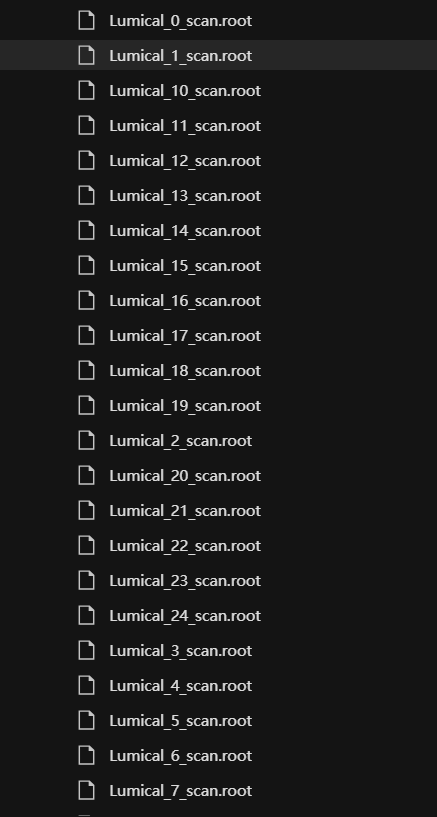 Lumical_0_scan.root
Lumical_1_scan.root
Lumical_10_scan.root
Lumical_11_scan.root
Lumical_12_scan.root
Lumical_13_scan.root
Lumical_14_scan.root
Lumical_15_scan.root
Lumical_16_scan.root
Lumical_17_scan.root
Lumical_18_scan.root
Lumical_19_scan.root
Lumical_2_scan.root
Lumical_20_scan.root
Lumical_21_scan.root
Lumical_22_scan.root
Lumical_23_scan.root
Lumical_24_scan.root
Lumical_3_scan.root
Lumical_4_scan.root
Lumical_5_scan.root
Lumical_6_scan.root
Lumical_7_scan.root